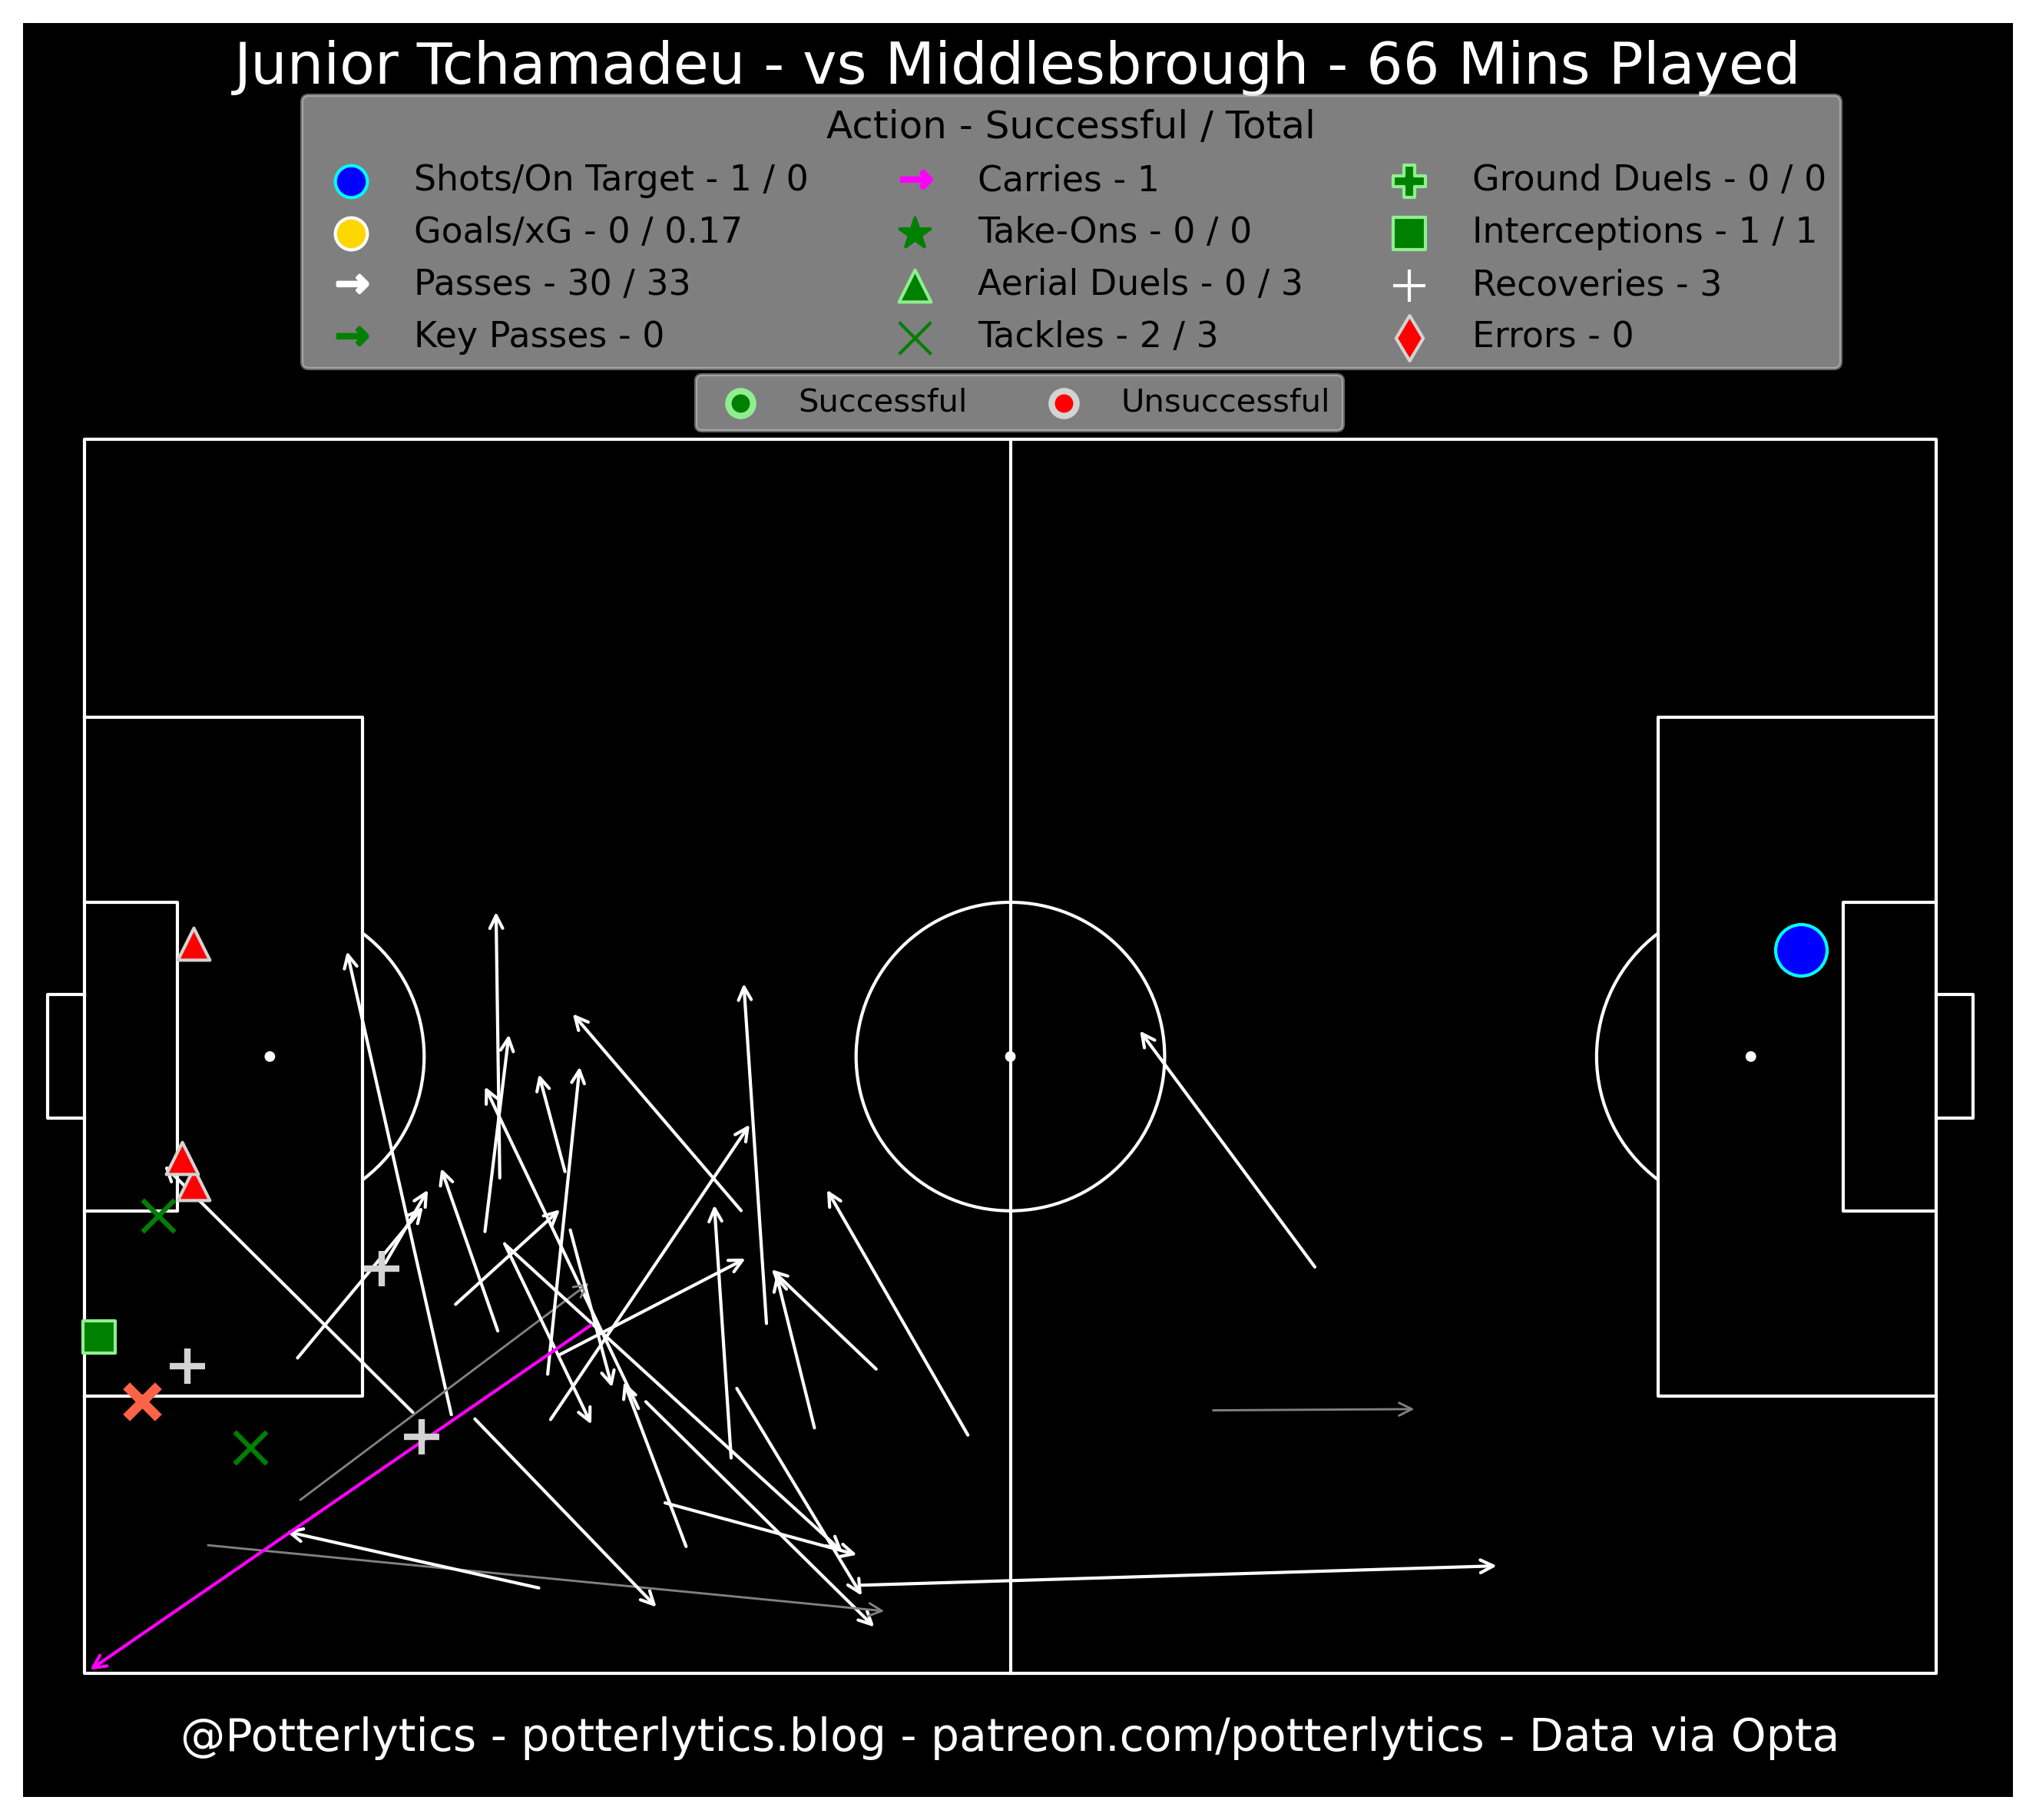 Junior Tchamadeu - vs Middlesbrough - 66 Mins Played
Action - Successful / Total
Shots/On Target - 1 / 0
Carries - 1
Ground Duels - 0 / 0
Goals/xG - 0 / 0.17
Take-Ons - 0 / 0
Interceptions - 1 / 1
Passes - 30 / 33
Aerial Duels - 0 / 3
Recoveries - 3
Key Passes - 0
Tackles - 2 / 3
Errors - 0
Successful
Unsuccessful
@Potterlytics - potterlytics.blog - patreon.com/potterlytics - Data via Opta